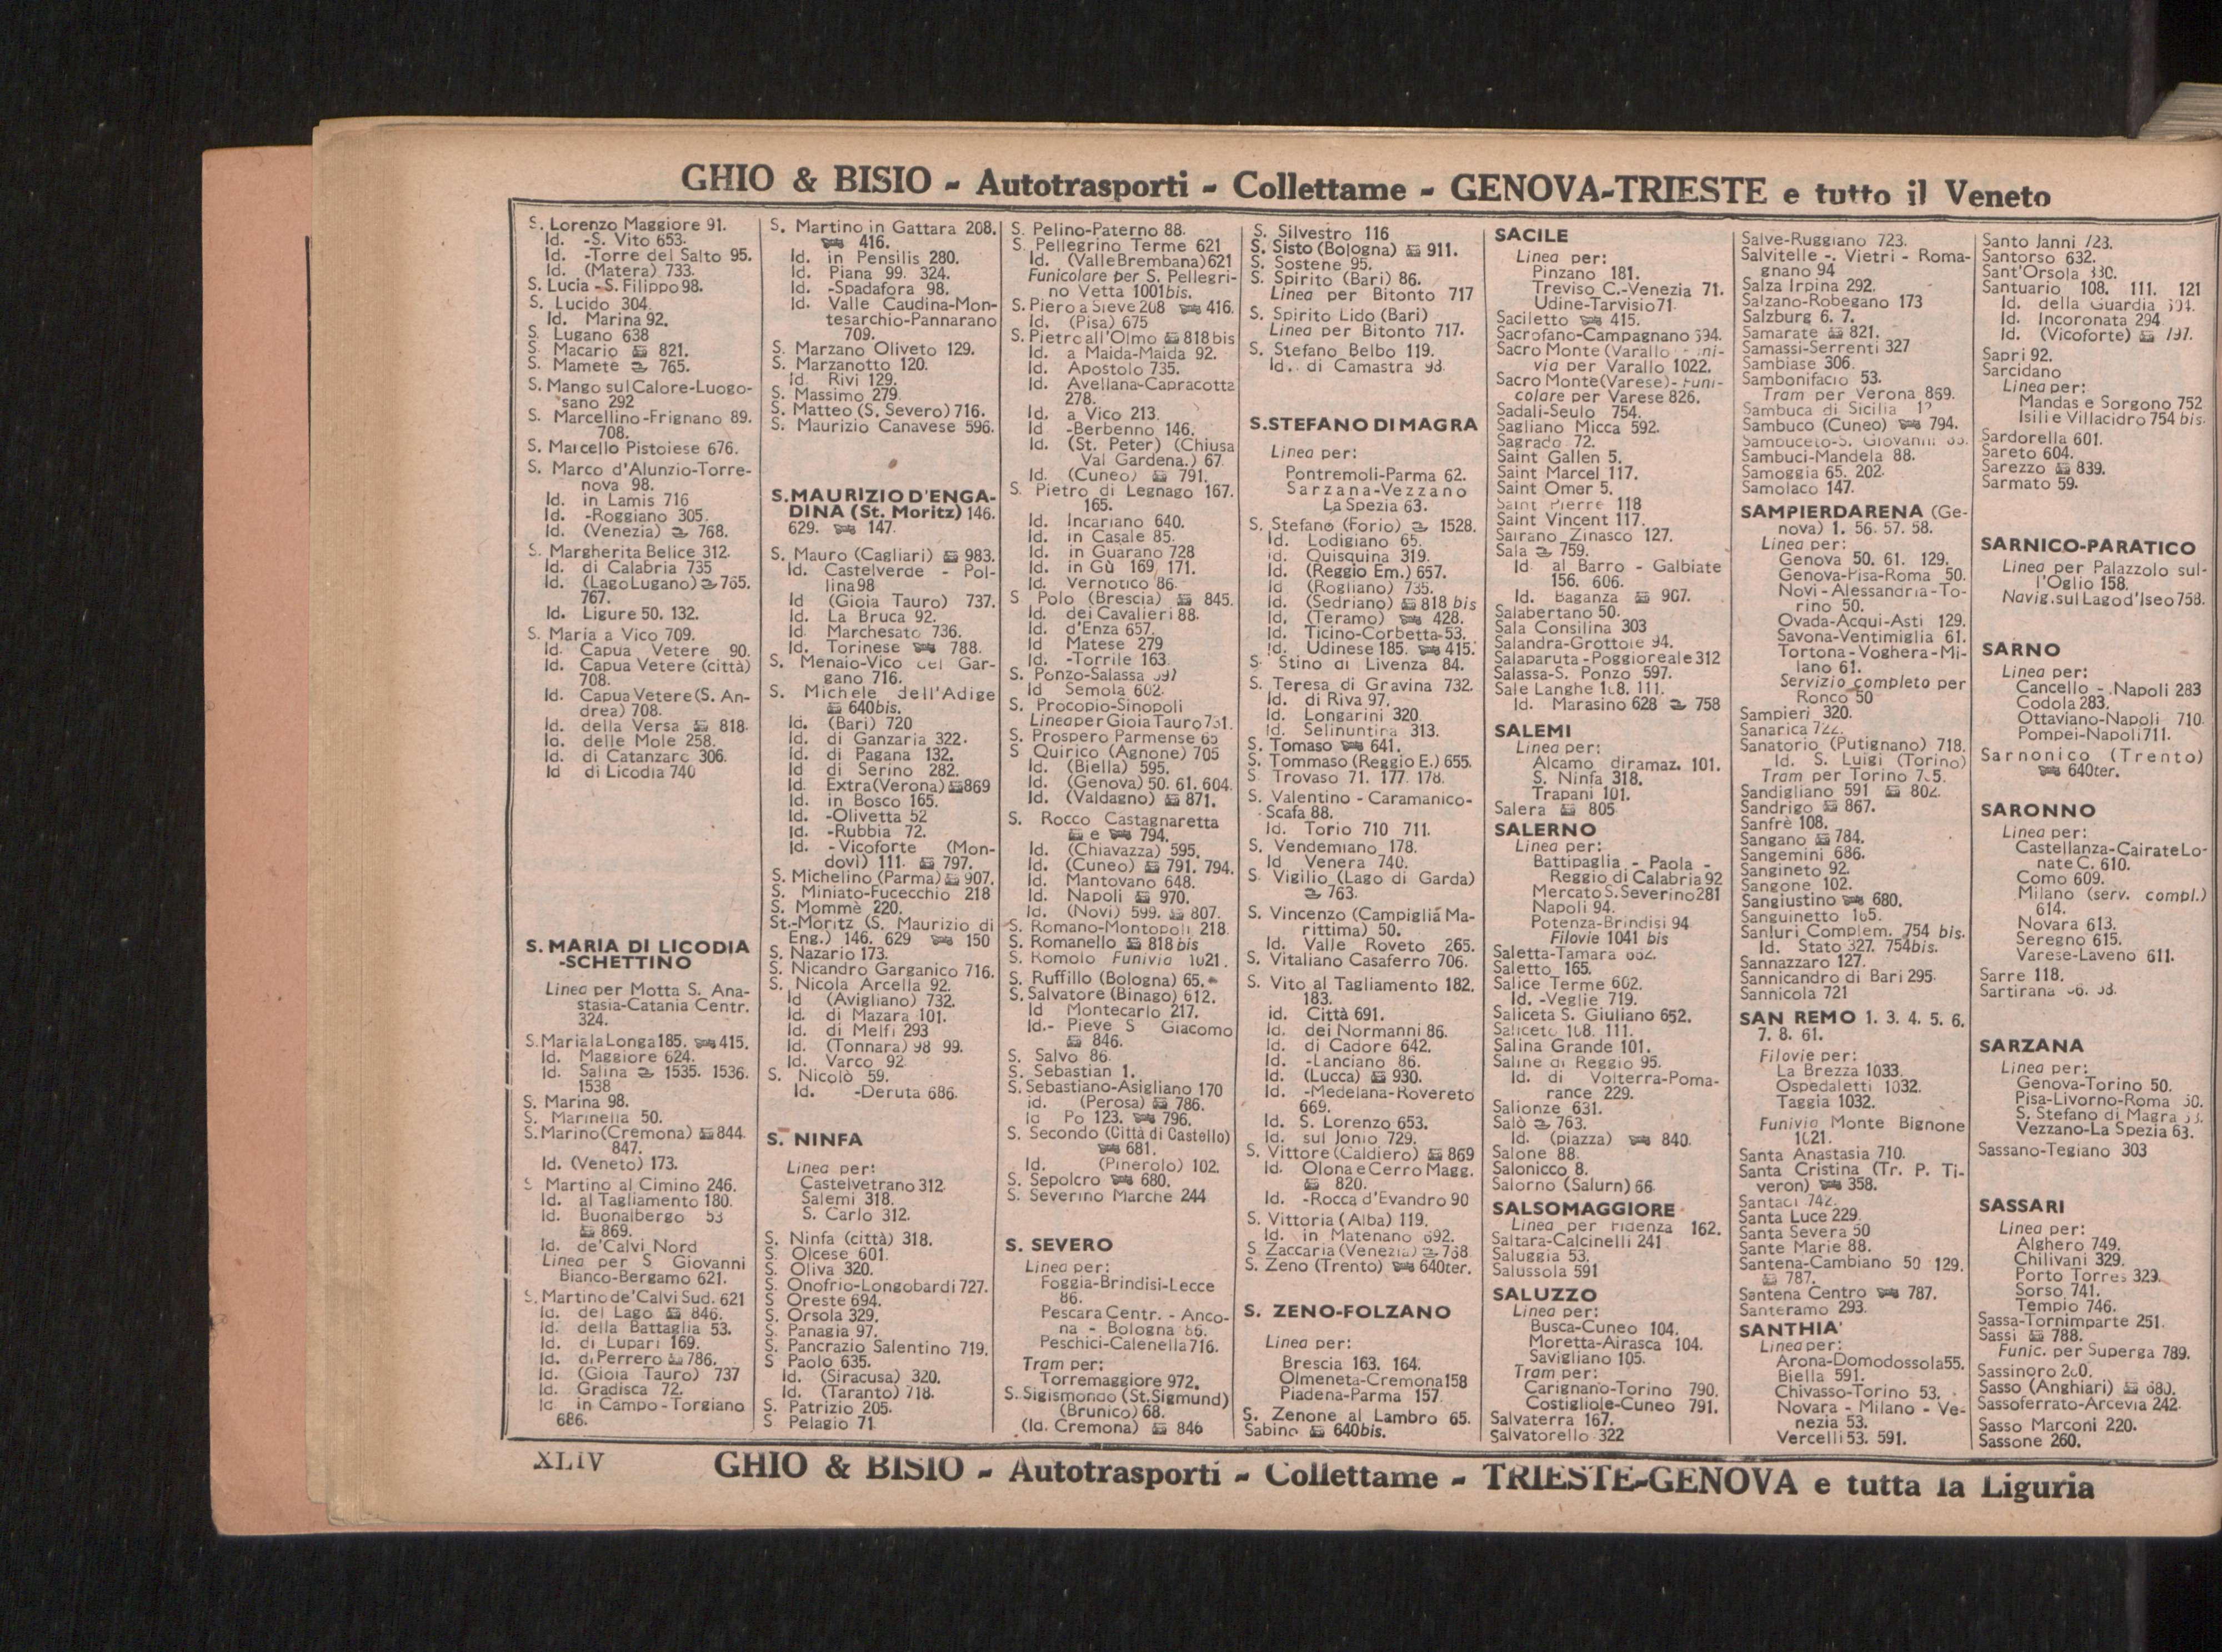 GHIO & BISIO - Autotrasporti - Collettame - GENOVA-TRIESTE e tutto il Veneto
S. Lorenzo Maggiore 91.
Id. -S. Vito 653.
Id. -Torre del Salto 95.
Id. (Matera) 733.
S. Lucia - S. Filippo 98.
S. Lucido 304.
Id. Marina 92.
S. Lugano 638
S. Macario 821.
S. Mamete 765.
S. Mango sul Calore-Luogo-
sano 292
S. Marcellino-Frignano 89.
708.
S. Marcello Pistoiese 676.
S. Marco d'Alunzio-Torre-
nova 98.
Id. in Lamis 716
Id. -Roggiano 305.
Id. (Venezia) 768.
S. Margherita Belice 312.
Id. di Calabria 735
Id. (Lago Lugano) 765.
767.
Id. Ligure 50. 132.
S. Maria a Vico 709.
Id. Capua Vetere 90.
Id. Capua Vetere (città)
708.
Id. Capua Vetere (S. An-
drea) 708.
Id. della Versa 818.
Id. delle Mole 258.
Id. di Catanzaro 306.
Id di Licodia 740
S. MARIA DI LICODIA
-SCHETTINO
Linea per Motta S. Ana-
stasia-Catania Centr.
324.
S. Maria la Longa 185. 415.
Id. Maggiore 624.
Id. Salina 1535. 1536.
1538
S. Marina 98.
S. Marinella 50.
S. Marino (Cremona) 844.
847.
Id. (Veneto) 173.
S Martino al Cimino 246.
Id. al Tagliamento 180.
Id. Buonalbergo 53
869.
Id. de'Calvi Nord
Linea per S Giovanni
Bianco-Bergamo 621.
S. Martino de'Calvi Sud. 621
Id. del Lago 846.
Id. della Battaglia 53.
Id. di Lupari 169.
Id. di Perrero 786.
Id. (Gioia Tauro) 737
Id. Gradisca 72.
Id in Campo-Torgiano
686.
S. Martino in Gattara 208.
416.
Id. in Pensilis 280.
Id. Piana 99. 324.
Id. -Spadafora 98.
Id. Valle Caudina-Mon-
tesarchio-Pannarano
709.
S. Marzano Oliveto 129.
S. Marzanotto 120.
Id. Rivi 129.
S. Massimo 279.
S. Matteo (S. Severo) 716.
S. Maurizio Canavese 596.
S. MAURIZIO D'ENGA-
DINA (St. Moritz) 146.
629. 147.
S. Mauro (Cagliari) 983.
Id. Castelverde - Pol-
lina 98
Id (Gioia Tauro) 737.
Id. La Bruca 92.
Id. Marchesato 736.
Id. Torinese 788.
S. Menaio-Vico del Gar-
gano 716.
S. Michele dell'Adige
640bis.
Id. (Bari) 720
Id. di Ganzaria 322.
Id. di Pagana 132.
Id di Serino 282.
Id. Extra (Verona) 869
Id. in Bosco 165.
Id. -Olivetta 52
Id. -Rubbia 72.
Id. -Vicoforte (Mon-
dovi) 111. 797.
S. Michelino (Parma) 907.
S. Miniato-Fucecchio 218
S. Mommè 220.
St.-Moritz (S. Maurizio di
Eng.) 146. 629 150
S. Nazario 173.
S. Nicandro Garganico 716.
S. Nicola Arcella 92.
Id (Avigliano) 732.
Id. di Mazara 101.
Id. di Melfi 293
Id. (Tonnara) 98 99.
Id. Varco 92
S. Nicolò 59.
Id. -Deruta 686.
S. NINFA
Linea per:
Castelvetrano 312.
Salemi 318.
S. Carlo 312.
S. Ninfa (città) 318.
S. Olcese 601.
S. Oliva 320.
S. Onofrio-Longobardi 727.
S Oreste 694.
S. Orsola 329.
S. Panagia 97.
S. Pancrazio Salentino 719.
S Paolo 635.
Id. (Siracusa) 320.
Id. (Taranto) 718.
S. Patrizio 205.
S Pelagio 71
S. Pelino-Paterno 88.
S. Pellegrino Terme 621
Id. (Valle Brembana) 621
Funicolare per S. Pellegri-
no Vetta 1001bis.
S. Piero a Sieve 208 416.
Id. (Pisa) 675
S. Pietro all'Olmo 818 bis
Id. a Maida-Maida 92.
Id. Apostolo 735.
Id. Avellana-Capracotta
278.
Id. a Vico 213.
Id -Berbenno 146.
Id. (St. Peter) (Chiusa
Val Gardena.) 67.
Id. (Cuneo) 791.
S. Pietro di Legnago 167.
165.
Id. Incariano 640.
Id. in Casale 85.
Id. in Guarano 728
Id. in Gù 169, 171.
Id. Vernotico 86.
S Polo (Brescia) 845.
Id. dei Cavalieri 88.
Id. d'Enza 657.
Id Matese 279
Id. -Torrile 163.
S. Ponzo-Salassa
Id Semola 602.
S. Procopio-Sinopoli
Linea per Gioia Tauro 731.
S. Prospero Parmense 65
S Quirico (Agnone) 705
Id. (Biella) 595.
Id. (Genova) 50. 61. 604.
Id. (Valdagno) 871.
S. Rocco Castagnaretta
e 794.
Id. (Chiavazza) 595.
Id. (Cuneo) 791. 794.
Id. Mantovano 648.
Id. Napoli 970.
Id. (Novi) 599. 807.
S. Romano-Montopoli 218.
S. Romanello 818 bis
S. Romolo Funivia 1021.
S. Ruffillo (Bologna) 65.
S. Salvatore (Binago) 612.
Id Montecarlo 217.
Id.- Pieve S Giacomo
846.
S. Salvo 86.
S. Sebastian 1.
S. Sebastiano-Asigliano 170
id. (Perosa) 786.
Id Po 123. 796.
S. Secondo (Città di Castello)
681.
Id. (Pinerolo) 102.
S. Sepolcro 680.
S. Severino Marche 244
S. SEVERO
Linea per:
Foggia-Brindisi-Lecce
86.
Pescara Centr. - Anco-
na - Bologna 86.
Peschici-Calenella 716.
Tram per:
Torremaggiore 972.
S. Sigismondo (St. Sigmund)
(Brunico) 68.
(Id. Cremona) 846
S. Silvestro 116
S. Sisto (Bologna) 911.
S. Sostene 95.
S. Spirito (Bari) 86.
Linea per Bitonto 717
S. Spirito Lido (Bari)
Linea per Bitonto 717.
S. Stefano Belbo 119.
Id. di Camastra 98.
S. STEFANO DI MAGRA
Linea per:
Pontremoli-Parma 62.
Sarzana-Vezzano
La Spezia 63.
S. Stefano (Forio) 1528.
Id. Lodigiano 65.
id. Quisquina 319.
Id (Reggio Em.) 657.
Id (Rogliano) 735.
Id. (Sedriano) 818 bis
Id. (Teramo) 428.
Id. Ticino-Corbetta 53.
Id. Udinese 185. 415.
S. Stino di Livenza 84.
S. Teresa di Gravina 732.
Id. di Riva 97.
Id. Longarini 320
Id. Selinuntina 313.
S. Tomaso 641.
S. Tommaso (Reggio E.) 655.
S Trovaso 71. 177. 178.
S. Valentino - Caramanico-
Scafa 88.
Id. Torio 710 711.
S. Vendemiano 178.
Id Venera 740.
S. Vigilio (Lago di Garda)
763.
S. Vincenzo (Campiglia Ma-
rittima) 50.
Id. Valle Roveto 265.
S. Vitaliano Casaferro 706.
S. Vito al Tagliamento 182.
183.
id. Città 691.
Id. dei Normanni 86.
Id. di Cadore 642.
Id. -Lanciano 86.
Id. (Lucca) 930.
Id. -Medelana-Rovereto
669.
Id. S. Lorenzo 653.
Id. sul Jonio 729.
S. Vittore (Caldiero) 869
Id. Olona e Cerro Magg.
820.
Id. -Rocca d'Evandro 90
S. Vittoria (Alba) 119.
Id. in Matenano 692.
S Zaccaria (Venezia) 768
S. Zeno (Trento) 640ter.
S. ZENO-FOLZANO
Linea per:
Brescia 163. 164.
Olmeneta-Cremona 158
Piadena-Parma 157.
S. Zenone al Lambro 65.
Sabino 640bis.
SACILE
Linea per:
Pinzano 181.
Treviso C.-Venezia 71.
Udine-Tarvisio 71.
Saciletto 415.
Sacrofano-Campagnano 694.
Sacro Monte (Varallo
via per Varallo 1022.
Sacro Monte (Varese) - Funi-
colare per Varese 826.
Sadali-Seulo 754.
Sagliano Micca 592.
Sagrado 72.
Saint Gallen 5.
Saint Marcel 117.
Saint Omer 5.
Saint Pierre 118
Saint Vincent 117.
Sairano Zinasco 127.
Sala 759.
Id al Barro - Galbiate
156. 606.
Id. Baganza 907.
Salabertano 50.
Sala Consilina 303
Salandra-Grottole 94.
Salaparuta-Poggioreale 312
Salassa-S. Ponzo 597.
Sale Langhe 108. 111.
Id. Marasino 628 758
SALEMI
Linea per:
Alcamo diramaz. 101.
S. Ninfa 318.
Trapani 101.
Salera 805
SALERNO
Linea per:
Battipaglia - Paola -
Reggio di Calabria 92
Mercato S. Severino 281
Napoli 94.
Potenza-Brindisi 94
Filovie 1041 bis
Saletta-Tamara 662.
Saletto 165.
Salice Terme 602.
Id. -Veglie 719.
Saliceta S. Giuliano 652.
Saliceto 108. 111.
Salina Grande 101.
Saline di Reggio 95.
Id. di Volterra-Poma-
rance 229.
Salionze 631.
Salò 763.
Id. (piazza) 840.
Salone 88.
Salonicco 8.
Salorno (Salurn) 66.
SALSOMAGGIORE
Linea per Fidenza 162.
Saltara-Calcinelli 241
Saluggia 53.
Salussola 591
SALUZZO
Linea per:
Busca-Cuneo 104.
Moretta-Airasca 104.
Savigliano 105.
Tram per:
Carignano-Torino 790.
Costigliole-Cuneo 791.
Salvaterra 167.
Salvatorello 322
Salve-Ruggiano 723.
Salvitelle -. Vietri - Roma-
gnano 94
Salza Irpina 292.
Salzano-Robegano 173
Salzburg 6. 7.
Samarate 821.
Samassi-Serrenti 327
Sambiase 306.
Sambonifacio 53.
Tram per Verona 869.
Sambuca di Sicilia
Sambuco (Cuneo) 794.
Sambuceto-S. Giovanni
Sambuci-Mandela 88.
Samoggia 65. 202.
Samolaco 147.
SAMPIERDARENA (Ge-
nova) 1. 56. 57. 58.
Linea per:
Genova 50. 61. 129.
Genova-Pisa-Roma 50.
Novi - Alessandria-To-
rino 50.
Ovada-Acqui-Asti 129.
Savona-Ventimiglia 61.
Tortona-Voghera-Mi-
lano 61.
Servizio completo per
Ronco 50
Sampieri 320.
Sanarica 722.
Sanatorio (Putignano) 718.
Id. S. Luigi (Torino)
Tram per Torino
Sandigliano 591 802.
Sandrigo 867.
Sanfrè 108.
Sangano 784.
Sangemini 686.
Sangineto 92.
Sangone 102.
Sangiustino 680.
Sanguinetto 165.
Sanluri Complem. 754 bis.
Id. Stato 327. 754bis.
Sannazzaro 127.
Sannicandro di Bari 295.
Sannicola 721
SAN REMO 1. 3. 4. 5. 6.
7. 8. 61.
Filovie per:
La Brezza 1033.
Ospedaletti 1032.
Taggia 1032.
Funivia Monte Bignone
1021.
Santa Anastasia 710.
Santa Cristina (Tr. P. Ti-
veron) 358.
Santaci 742.
Santa Luce 229.
Santa Severa 50
Sante Marie 88.
Santena-Cambiano 50 129.
787.
Santena Centro 787.
Santeramo 293.
SANTHIA'
Linea per:
Arona-Domodossola 55.
Biella 591.
Chivasso-Torino 53.
Novara - Milano - Ve-
nezia 53.
Vercelli 53. 591.
Santo Janni 723.
Santorso 632.
Sant'Orsola 330.
Santuario 108. 111. 121
Id. della Guardia
Id. Incoronata 294
Id. (Vicoforte) 797.
Sapri 92.
Sarcidano
Linea per:
Mandas e Sorgono 752
Isili e Villacidro 754 bis.
Sardorella 601.
Sareto 604.
Sarezzo 839.
Sarmato 59.
SARNICO-PARATICO
Linea per Palazzolo sul-
l'Oglio 158.
Navig. sul Lago d'Iseo 758.
SARNO
Linea per:
Cancello - Napoli 283
Codola 283.
Ottaviano-Napoli 710.
Pompei-Napoli 711.
Sarnonico (Trento)
640ter.
SARONNO
Linea per:
Castellanza-Cairate Lo-
nate C. 610.
Como 609.
Milano (serv. compl.)
614.
Novara 613.
Seregno 615.
Varese-Laveno 611.
Sarre 118.
Sartirana
SARZANA
Linea per:
Genova-Torino 50.
Pisa-Livorno-Roma 50.
S. Stefano di Magra
Vezzano-La Spezia 63.
Sassano-Tegiano 303
SASSARI
Linea per:
Alghero 749.
Chilivani 329.
Porto Torres 329.
Sorso 741.
Tempio 746.
Sassa-Tornimparte 251.
Sassi 788.
Funic. per Superga 789.
Sassinoro 280.
Sasso (Anghiari) 680.
Sassoferrato-Arcevia 242.
Sasso Marconi 220.
Sassone 260.
XLIV
GHIO & BISIO - Autotrasporti - Collettame - TRIESTE-GENOVA e tutta la Liguria